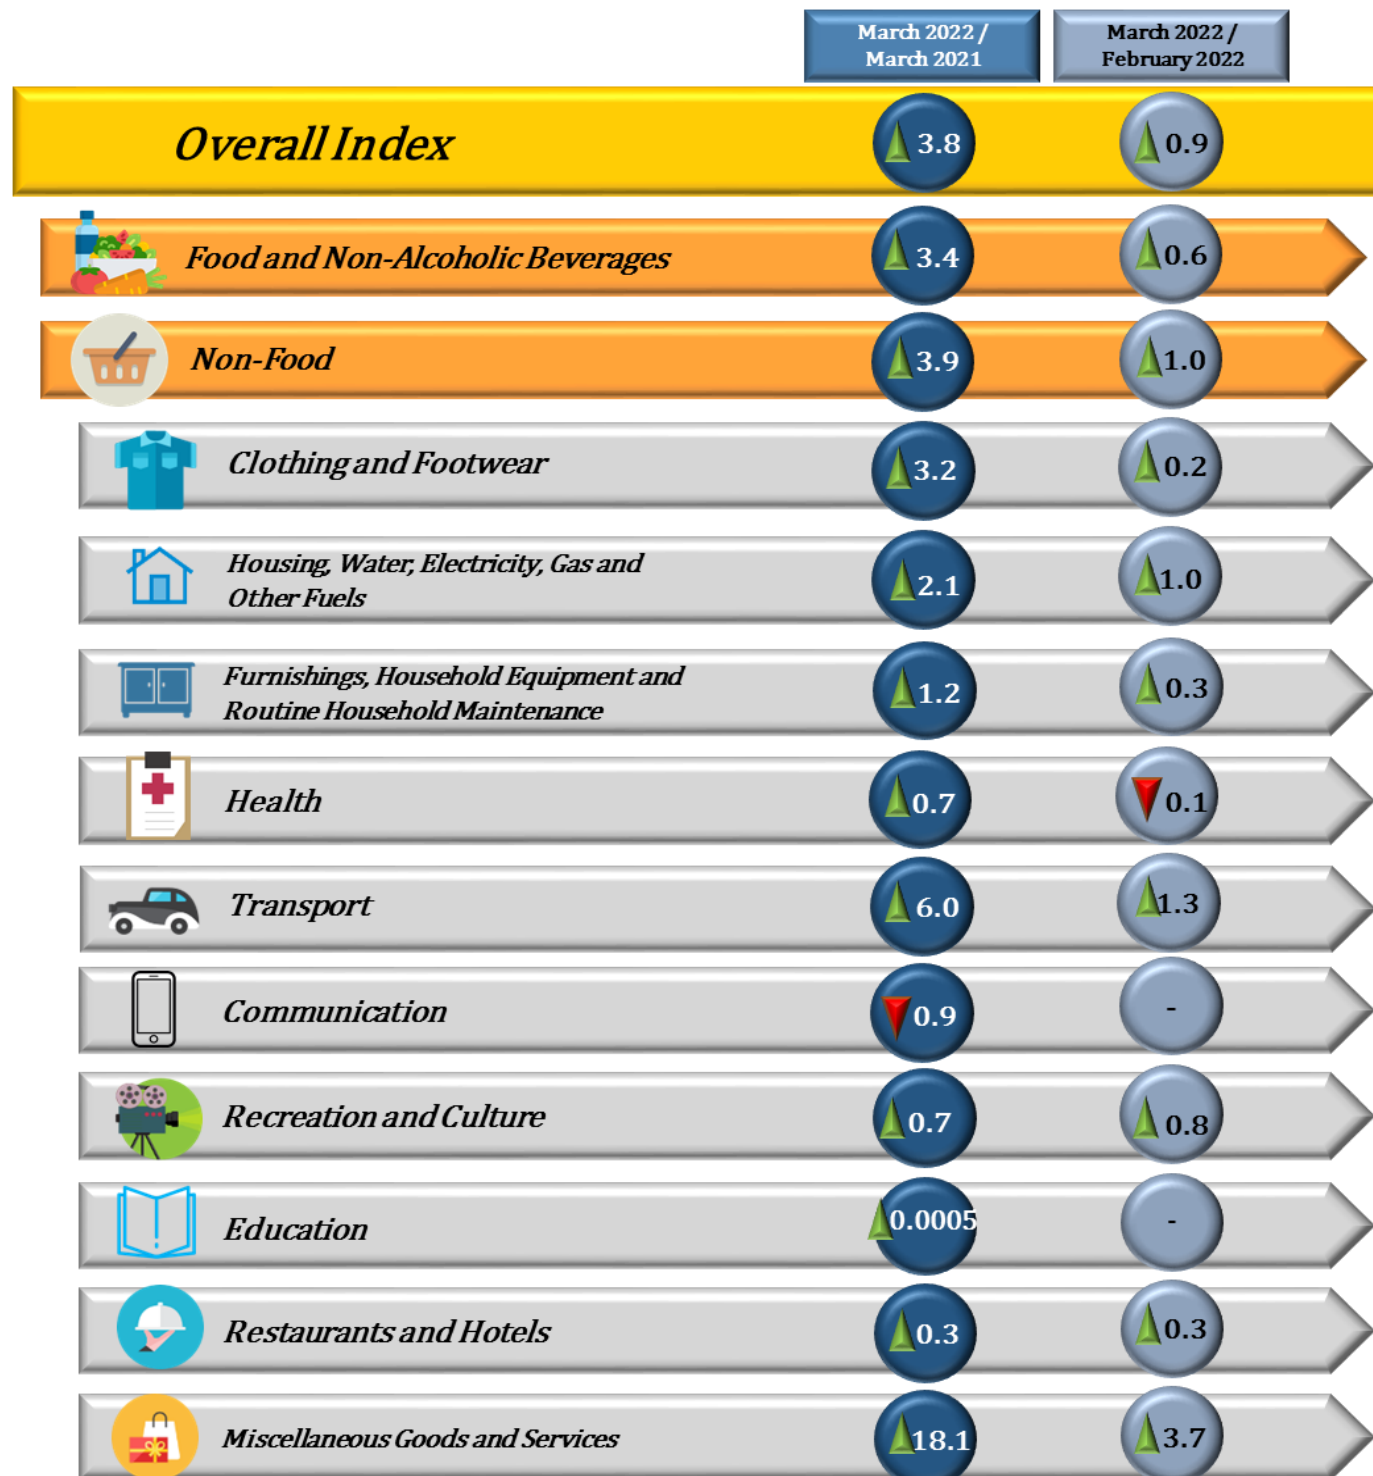 March 2022 /
March 2021
March 2022 /
February 2022
Overall Index 3.8 0.9
Food and Non-Alcoholic Beverages 3.4 0.6
Non-Food 3.9 1.0
Clothing and Footwear 3.2 0.2
Housing, Water, Electricity, Gas and
Other Fuels
2.1 1.0
Furnishings, Household Equipment and
Routine Household Maintenance
1.2 0.3
Health 0.7 0.1
Transport 6.0 1.3
Communication 0.9 -
Recreation and Culture 0.7 0.8
Education 0.0005 -
Restaurants and Hotels 0.3 0.3
Miscellaneous Goods and Services 18.1 3.7